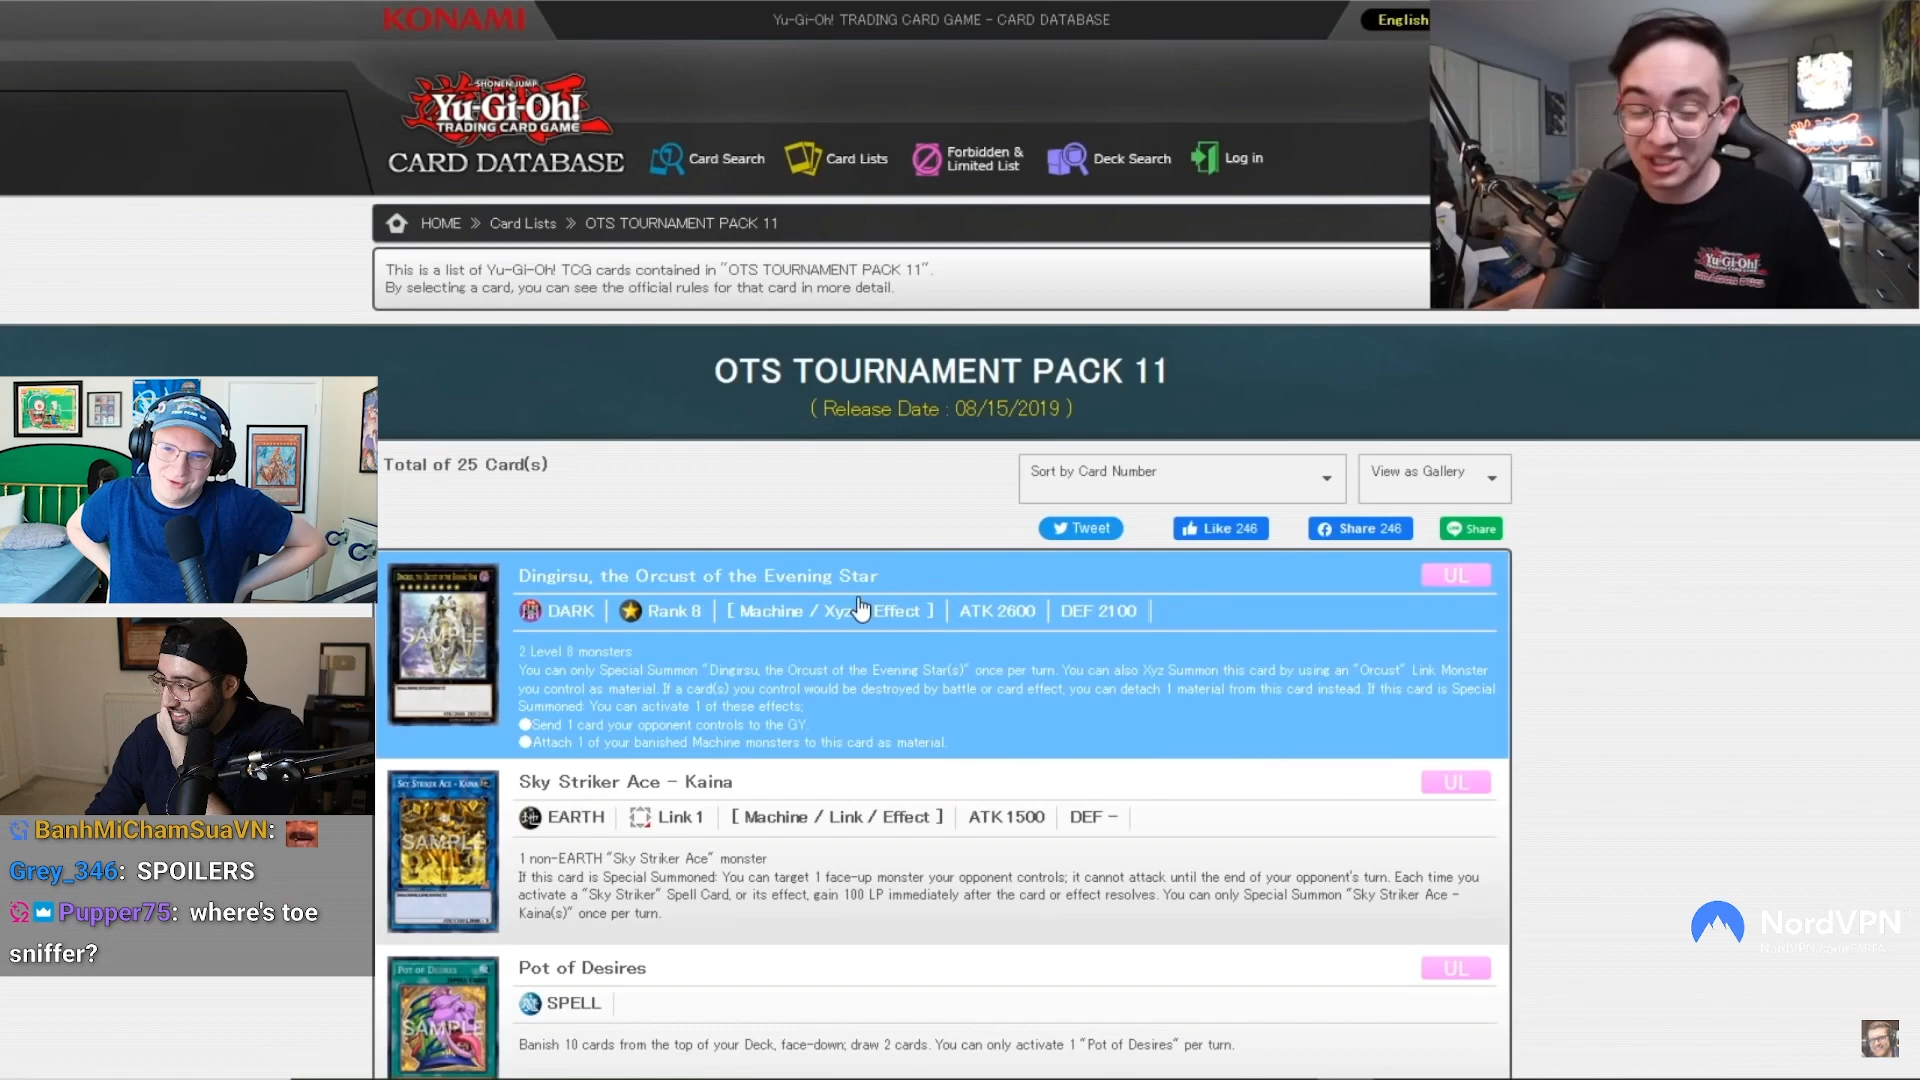 KONAMI
Yu-Gi-Oh! TRADING CARD GAME - CARD DATABASE
English
SHONEN JUMP
Yu-Gi-Oh!
TRADING CARD GAME
CARD DATABASE
Card Search
Card Lists
Forbidden &
Limited List
Deck Search
Log in
Yu-Gi-Oh!
HOME » Card Lists » OTS TOURNAMENT PACK 11
This is a list of Yu-Gi-Oh! TCG cards contained in "OTS TOURNAMENT PACK 11".
By selecting a card, you can see the official rules for that card in more detail.
OTS TOURNAMENT PACK 11
( Release Date : 08/15/2019 )
Total of 25 Card(s)
Sort by Card Number
View as Gallery
Tweet
Like 246
Share 246
Share
Dingirsu, the Orcust of the Evening Star
UL
DARK
Rank 8
[ Machine / Xyz Effect ]
ATK 2600
DEF 2100
SAMPLE
2 Level 8 monsters
You can only Special Summon "Dingirsu, the Orcust of the Evening Star(s)" once per turn. You can also Xyz Summon this card by using an "Orcust" Link Monster
you control as material. If a card(s) you control would be destroyed by battle or card effect, you can detach 1 material from this card instead. If this card is Special
Summoned: You can activate 1 of these effects;
●Send 1 card your opponent controls to the GY.
●Attach 1 of your banished Machine monsters to this card as material.
SKY STRIKER ACE - KAINA
SAMPLE
Sky Striker Ace - Kaina
UL
EARTH
Link 1
[ Machine / Link / Effect ]
ATK 1500
DEF -
1 non-EARTH "Sky Striker Ace" monster
If this card is Special Summoned: You can target 1 face-up monster your opponent controls; it cannot attack until the end of your opponent's turn. Each time you
activate a "Sky Striker" Spell Card, or its effect, gain 100 LP immediately after the card or effect resolves. You can only Special Summon "Sky Striker Ace -
Kaina(s)" once per turn.
POT OF DESIRES
SAMPLE
Pot of Desires
UL
SPELL
Banish 10 cards from the top of your Deck, face-down; draw 2 cards. You can only activate 1 "Pot of Desires" per turn.
BanhMiChamSuaVN:
Grey_346: SPOILERS
Pupper75: where's toe
sniffer?
NordVPN